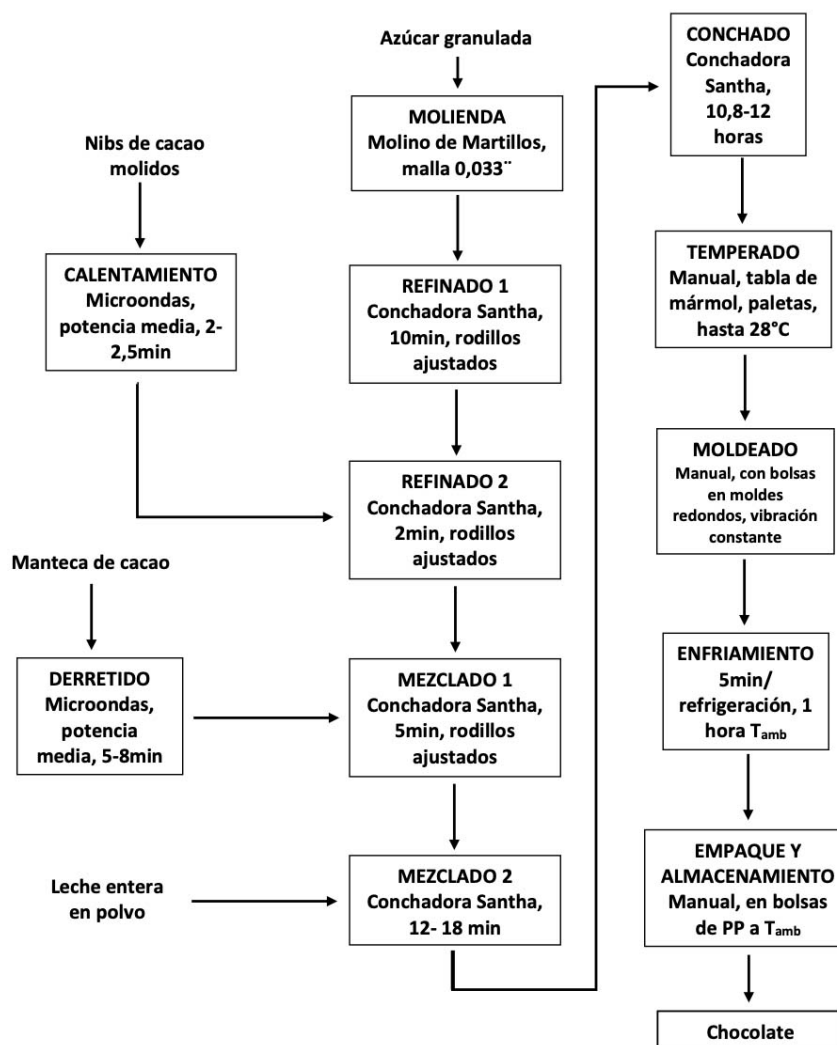 Azúcar granulada
MOLIENDA
Molino de Martillos,
malla 0,033¨
Nibs de cacao
molidos
CALENTAMIENTO
Microondas,
potencia media, 2-
2,5min
REFINADO 1
Conchadora Santha,
10min, rodillos
ajustados
REFINADO 2
Conchadora Santha,
2min, rodillos
ajustados
Manteca de cacao
DERRETIDO
Microondas,
potencia
media, 5-8min
MEZCLADO 1
Conchadora Santha,
5min, rodillos
ajustados
Leche entera
en polvo
MEZCLADO 2
Conchadora Santha,
12- 18 min
CONCHADO
Conchadora
Santha,
10,8-12
horas
TEMPERADO
Manual, tabla de
mármol, paletas,
hasta 28°C
MOLDEADO
Manual, con bolsas
en moldes
redondos, vibración
constante
ENFRIAMIENTO
5min/
refrigeración, 1
hora Tamb
EMPAQUE Y
ALMACENAMIENTO
Manual, en bolsas
de PP a Tamb
Chocolate